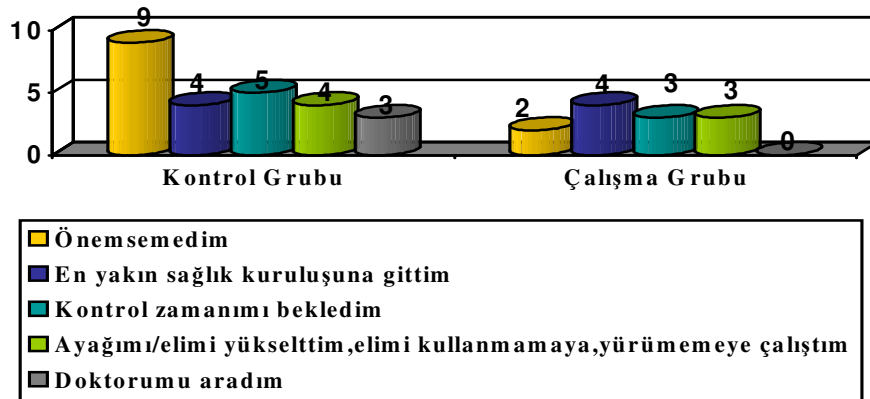 10
5
0
9
4
5
4
3
2
4
3
3
0
Kontrol Grubu
Çalışma Grubu
Önemsemedim
En yakın sağlık kuruluşuna gittim
Kontrol zamanımı bekledim
Ayağımı/elimi yükselttim,elimi kullanmamaya,yürümemeye çalıştım
Doktorumu aradım